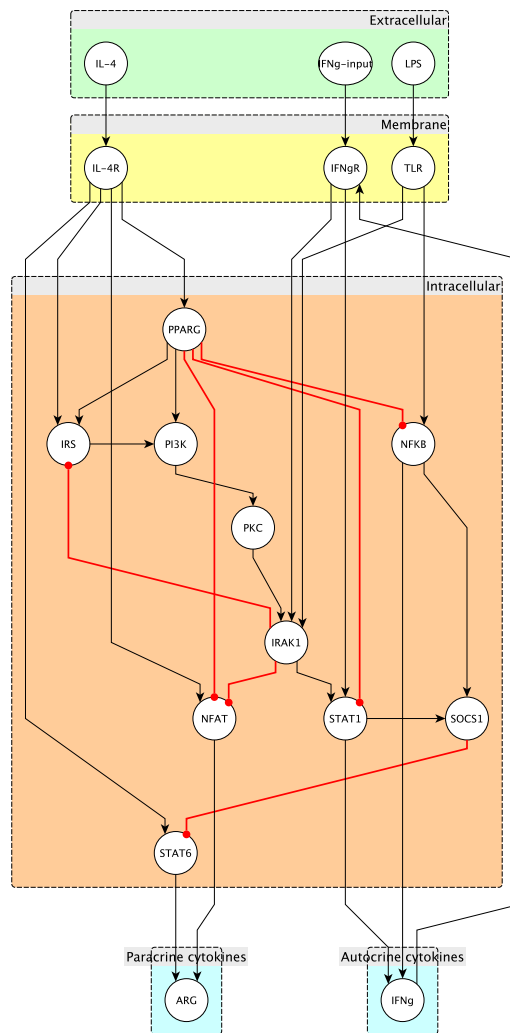 Extracellular
IL-4
IFNg-input
LPS
Membrane
IL-4R
IFNgR
TLR
Intracellular
PPARG
IRS
PI3K
NFKB
PKC
IRAK1
NFAT
STAT1
SOCS1
STAT6
Paracrine cytokines
Autocrine cytokines
ARG
IFNg